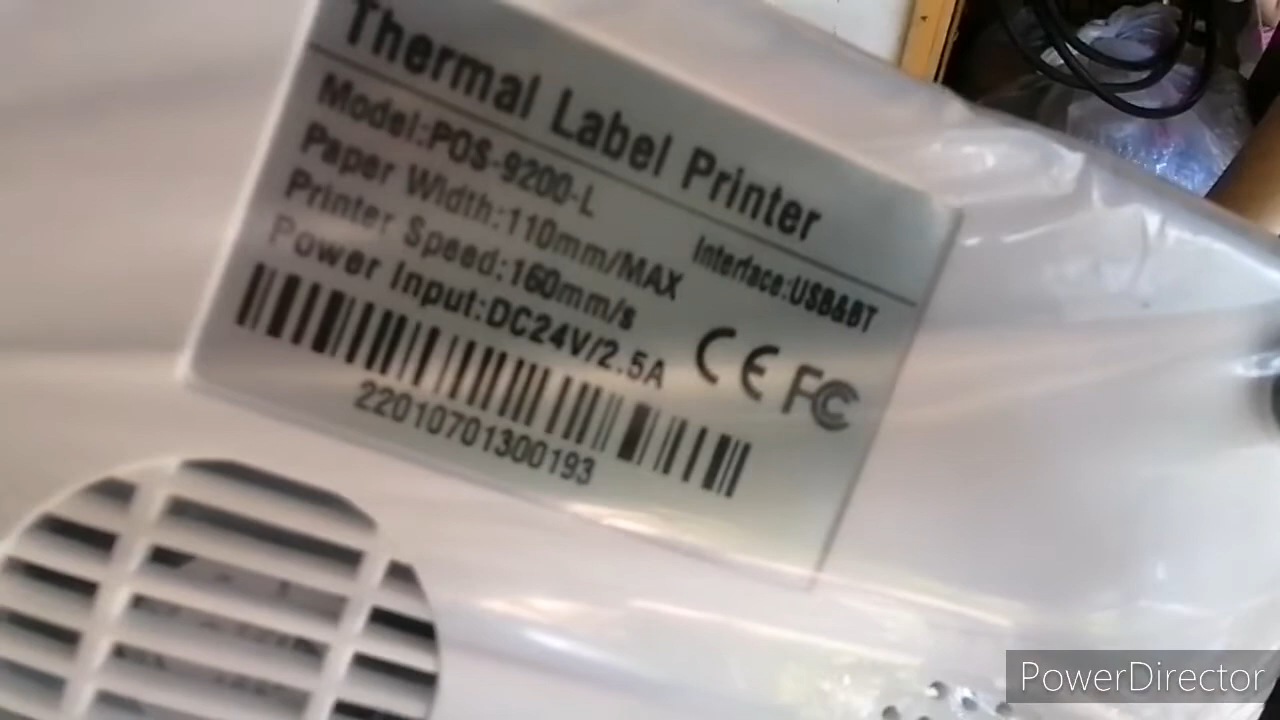 Thermal Label Printer
Model:POS-9200-L
Interface:USB&BT
Paper Width:110mm/MAX
Printer Speed:160mm/s
Power Input:DC24V/2.5A
CE FC
22010701300193
PowerDirector